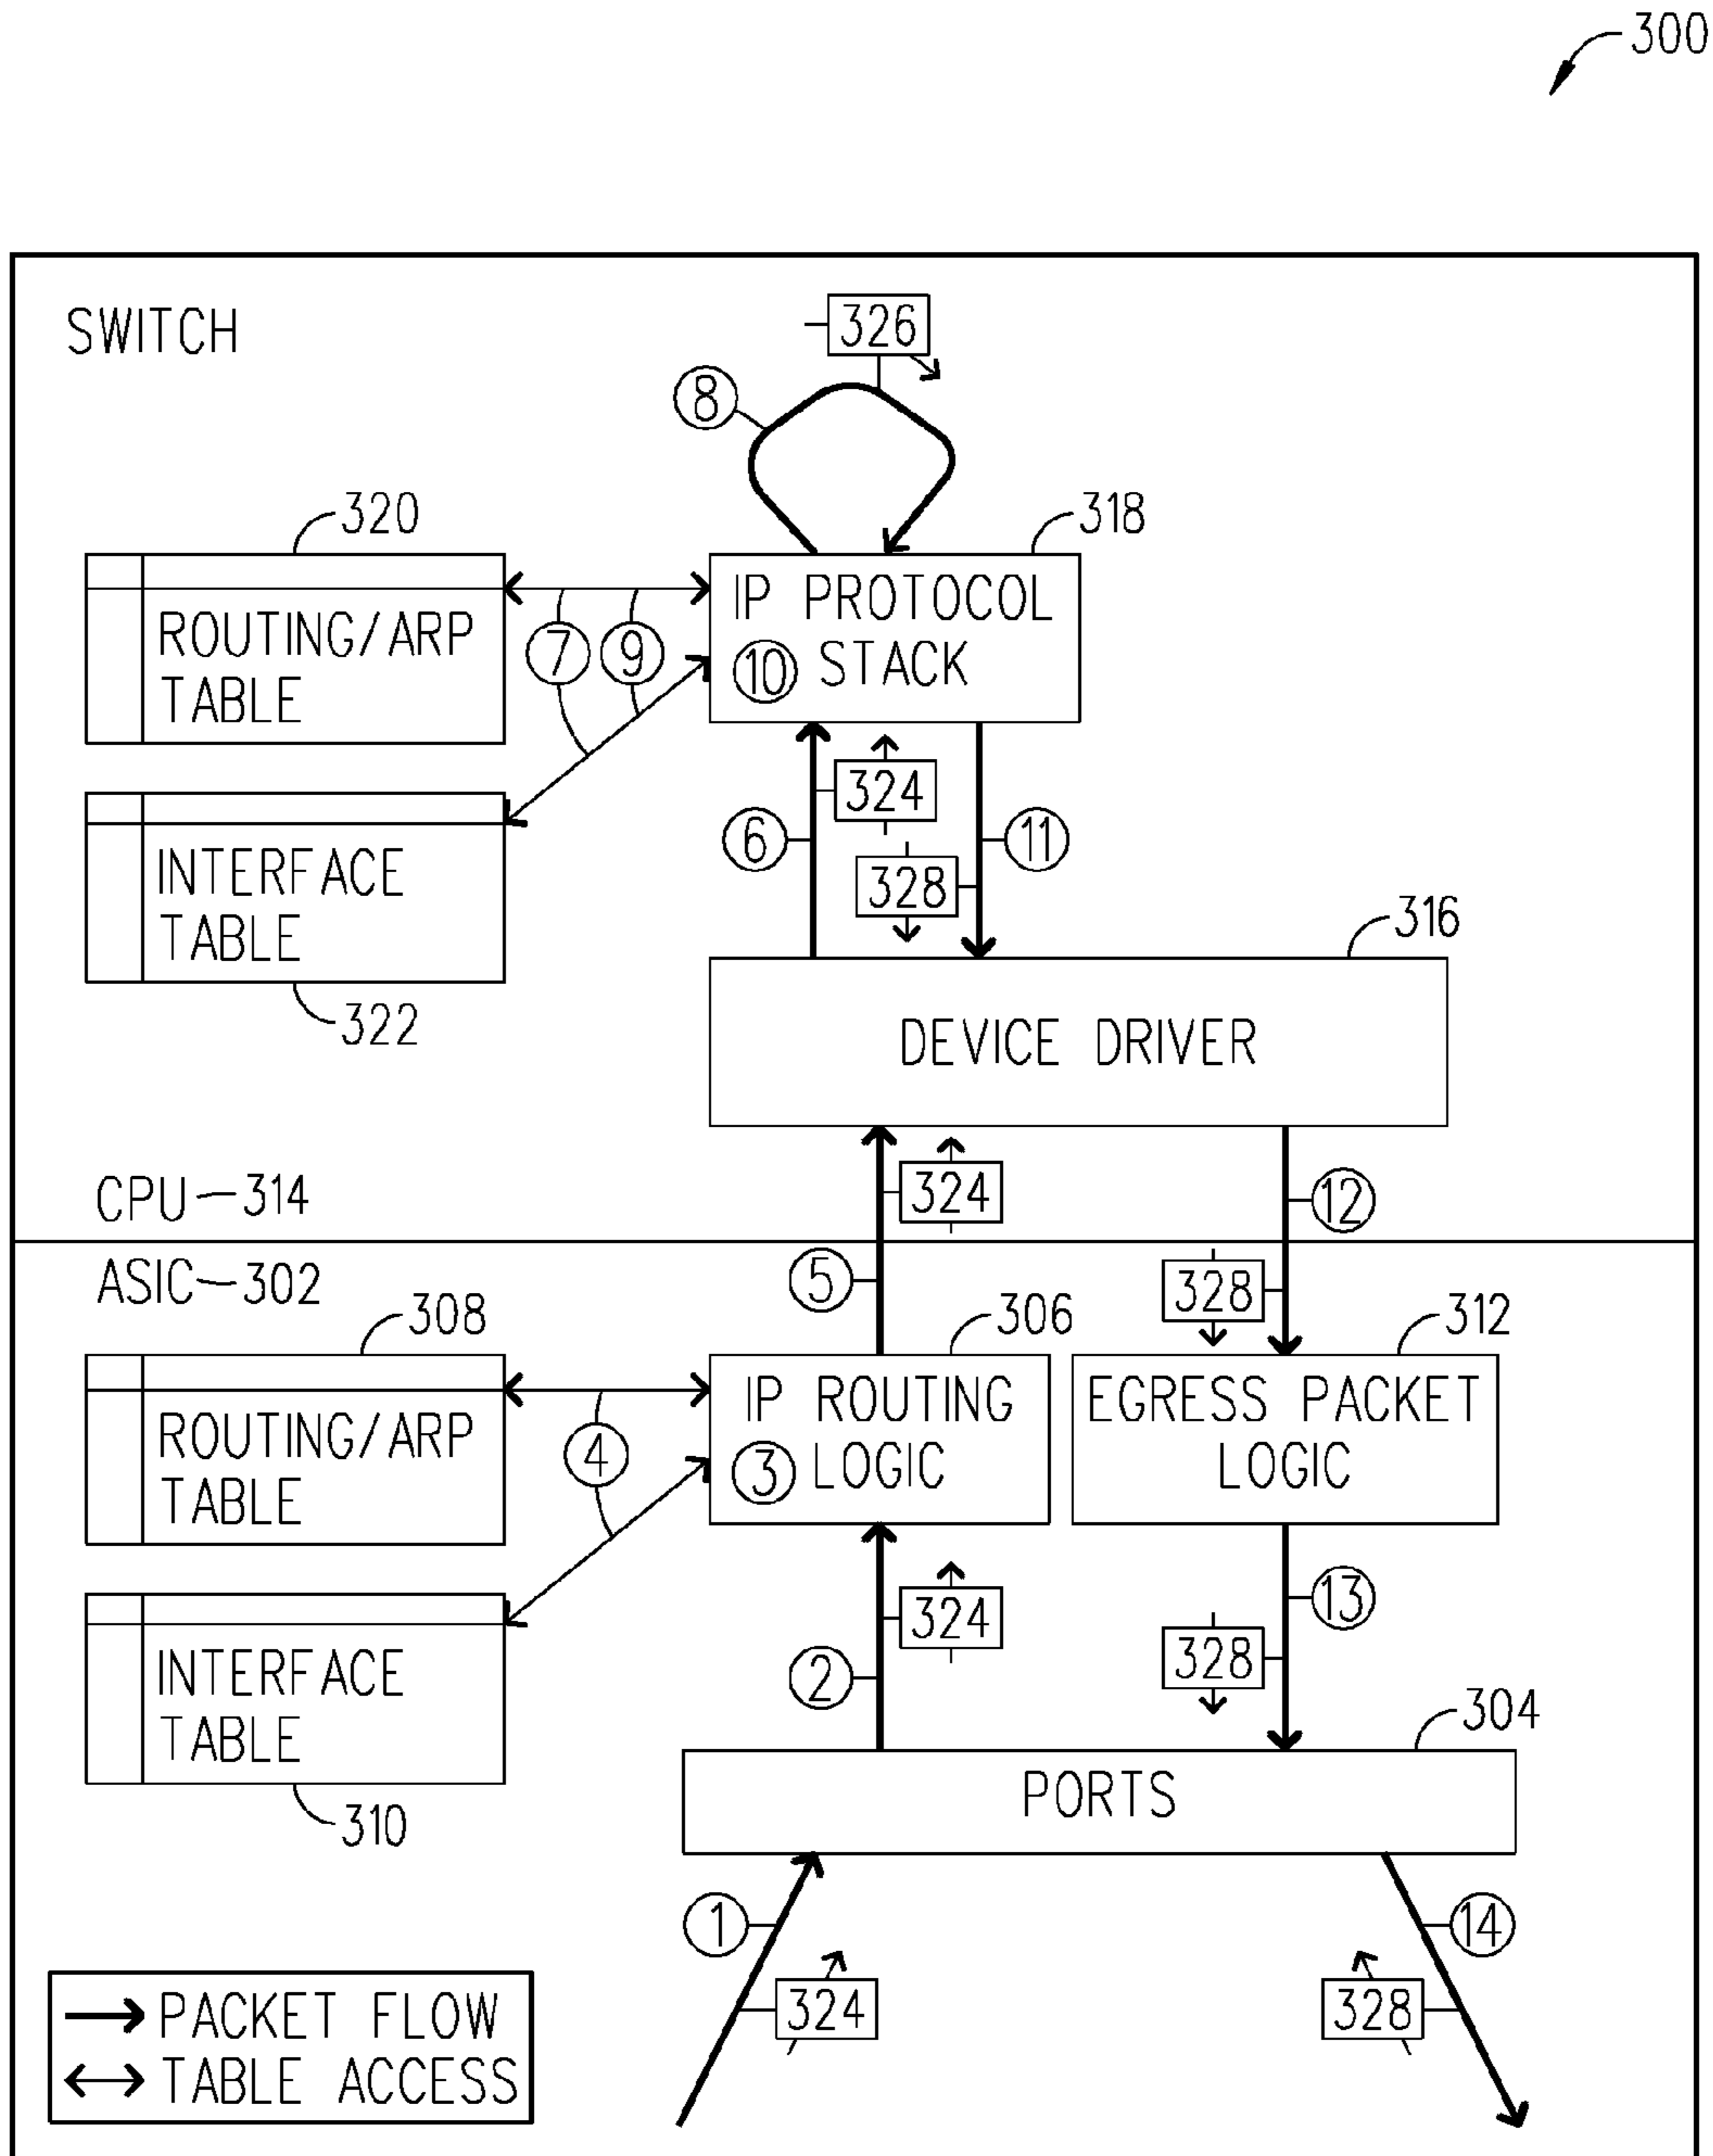 300
SWITCH
326
8
320
318
ROUTING/ARP
TABLE
7
9
IP PROTOCOL
10 STACK
324
6
11
328
INTERFACE
TABLE
322
316
DEVICE DRIVER
324
CPU 314
12
ASIC 302
5
328
308
306
312
ROUTING/ARP
TABLE
4
IP ROUTING
3 LOGIC
EGRESS PACKET
LOGIC
324
13
INTERFACE
TABLE
2
328
310
304
PORTS
1
14
324
328
PACKET FLOW
TABLE ACCESS